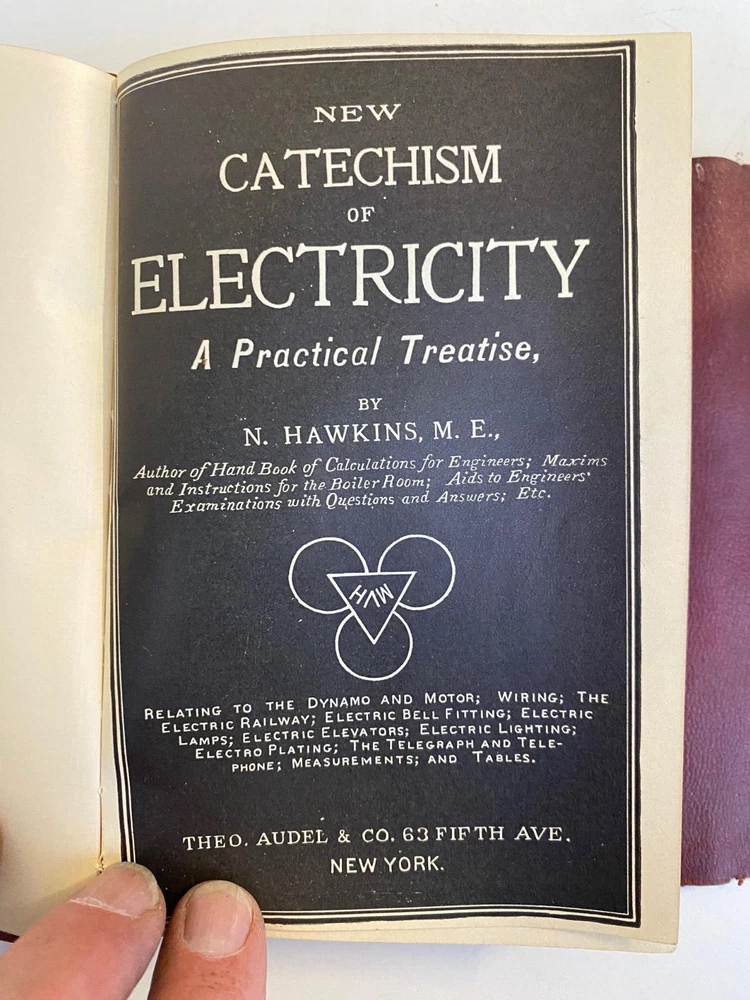 NEW
CATECHISM
OF
ELECTRICITY
A Practical Treatise,
BY
N. HAWKINS, M. E.,
Author of Hand Book of Calculations for Engineers; Maxims
and Instructions for the Boiler Room; Aids to Engineers'
Examinations with Questions and Answers; Etc.
RELATING TO THE DYNAMO AND MOTOR; WIRING; THE
ELECTRIC RAILWAY; ELECTRIC BELL FITTING; ELECTRIC
LAMPS; ELECTRIC ELEVATORS; ELECTRIC LIGHTING;
ELECTRO PLATING; THE TELEGRAPH AND TELE-
PHONE; MEASUREMENTS; AND TABLES.
THEO. AUDEL & CO. 63 FIFTH AVE.
NEW YORK.